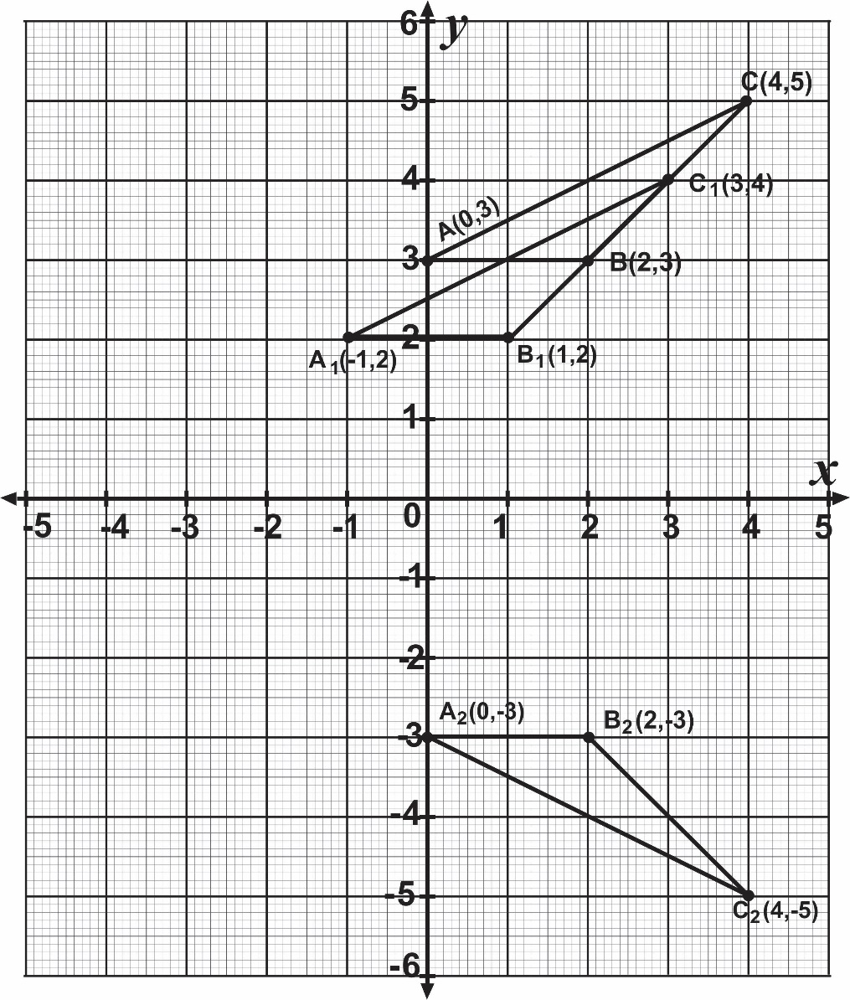 6
y
C(4,5)
5
4
C1(3,4)
A(0,3)
3
B(2,3)
2
A1(-1,2)
B1(1,2)
1
x
-5 -4 -3 -2 -1 0 1 2 3 4 5
-1
-2
A2(0,-3)
B2(2,-3)
-3
-4
-5
C2(4,-5)
-6